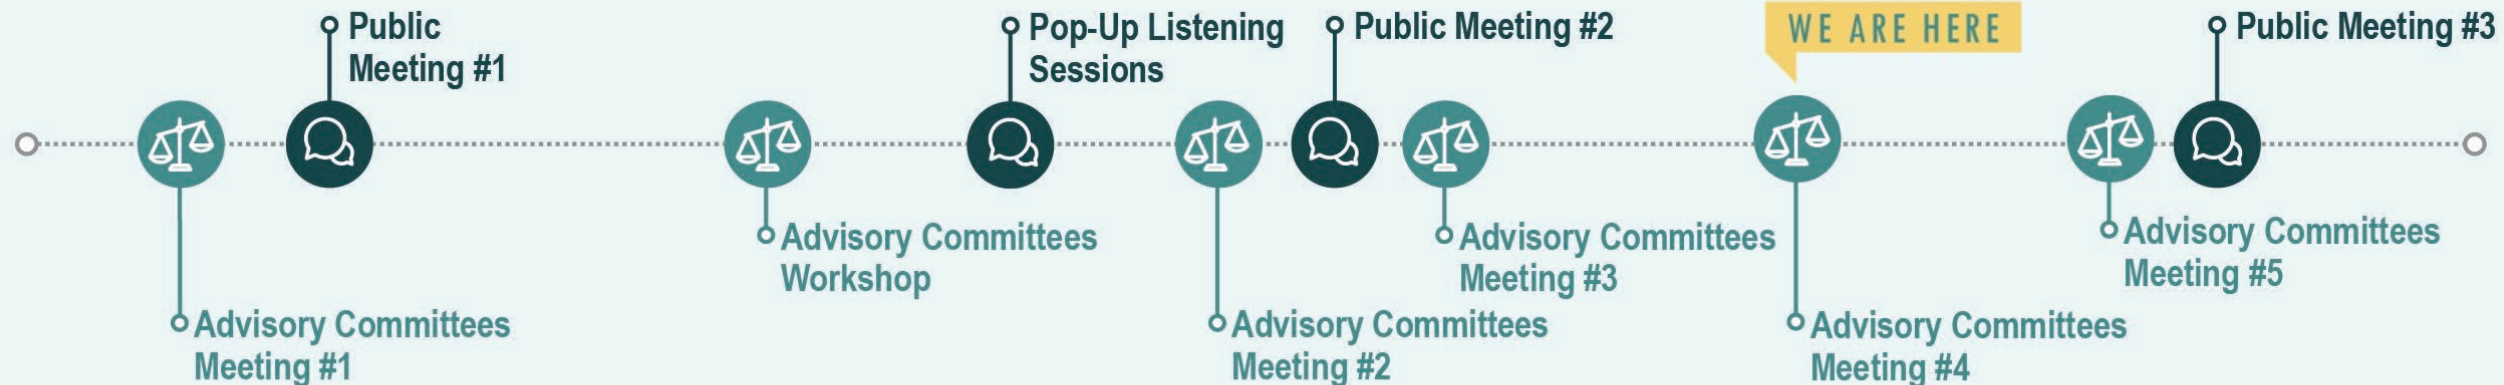 Public
Meeting #1
Pop-Up Listening
Sessions
Public Meeting #2
WE ARE HERE
Public Meeting #3
Advisory Committees
Meeting #1
Advisory Committees
Workshop
Advisory Committees
Meeting #2
Advisory Committees
Meeting #3
Advisory Committees
Meeting #4
Advisory Committees
Meeting #5